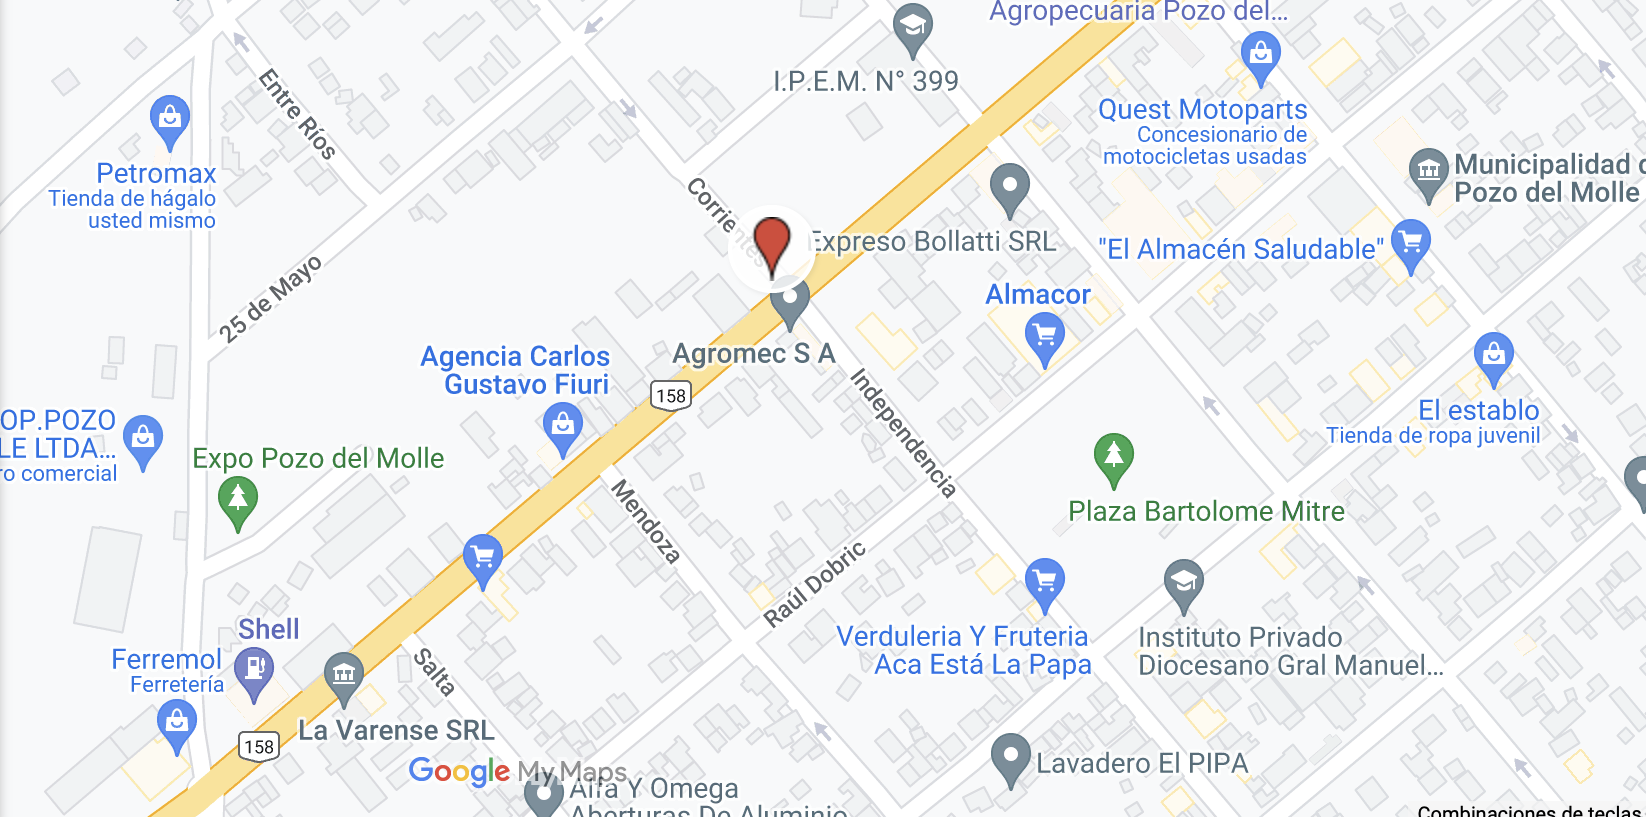 Agropecuaria Pozo del...
I.P.E.M. N° 399
Entre Ríos
Quest Motoparts
Concesionario de
motocicletas usadas
Petromax
Tienda de hágalo
usted mismo
Municipalidad
Pozo del Molle
Corrientes
Expreso Bollatti SRL
"El Almacén Saludable"
25 de Mayo
Almacor
Agromec S A
Agencia Carlos
Gustavo Fiuri
158
Independencia
OP.POZO
LE LTDA...
ro comercial
El establo
Tienda de ropa juvenil
Expo Pozo del Molle
Mendoza
Plaza Bartolome Mitre
Raúl Dobric
Shell
Ferremol
Ferretería
Salta
Verduleria Y Fruteria
Aca Está La Papa
Instituto Privado
Diocesano Gral Manuel...
La Varense SRL
158
Google My Maps
Lavadero El PIPA
Alfa Y Omega
Aberturas De Aluminio
Combinaciones de teclas